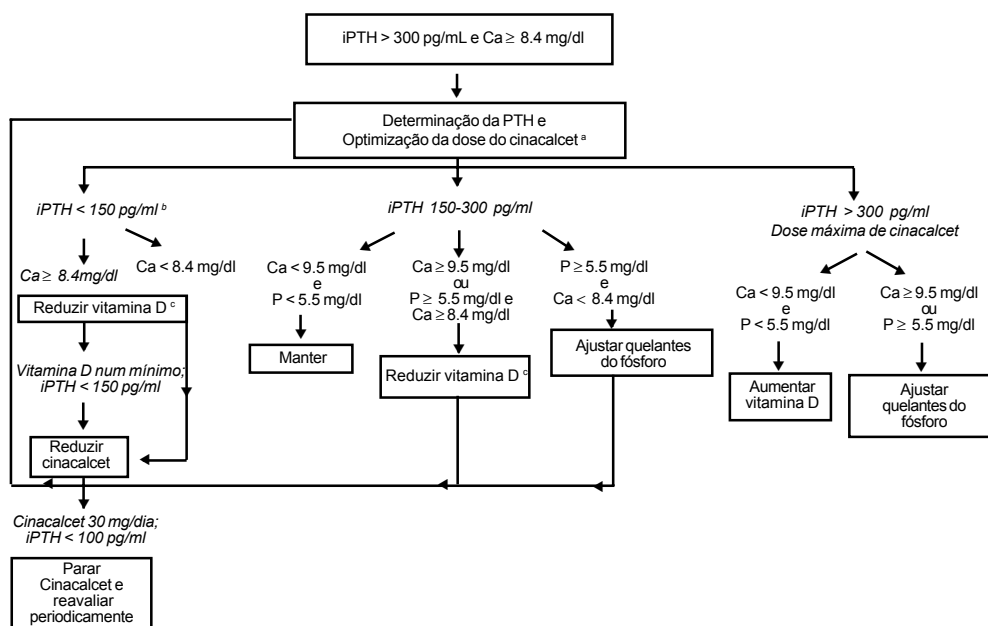 iPTH > 300 pg/mL e Ca ≥ 8.4 mg/dl
Determinação da PTH e
Optimização da dose do cinacalcet a
iPTH < 150 pg/ml b
Ca ≥ 8.4mg/dl
Ca < 8.4 mg/dl
Reduzir vitamina D c
Vitamina D num mínimo;
iPTH < 150 pg/ml
Reduzir
cinacalcet
Cinacalcet 30 mg/dia;
iPTH < 100 pg/ml
Parar
Cinacalcet e
reavaliar
periodicamente
iPTH 150-300 pg/ml
Ca < 9.5 mg/dl
e
P < 5.5 mg/dl
Manter
Ca ≥ 9.5 mg/dl
ou
P ≥ 5.5 mg/dl e
Ca ≥ 8.4 mg/dl
Reduzir vitamina D c
P ≥ 5.5 mg/dl
e
Ca < 8.4 mg/dl
Ajustar quelantes
do fósforo
iPTH > 300 pg/ml
Dose máxima de cinacalcet
Ca < 9.5 mg/dl
e
P < 5.5 mg/dl
Aumentar
vitamina D
Ca ≥ 9.5 mg/dl
ou
P ≥ 5.5 mg/dl
Ajustar
quelantes do
fósforo